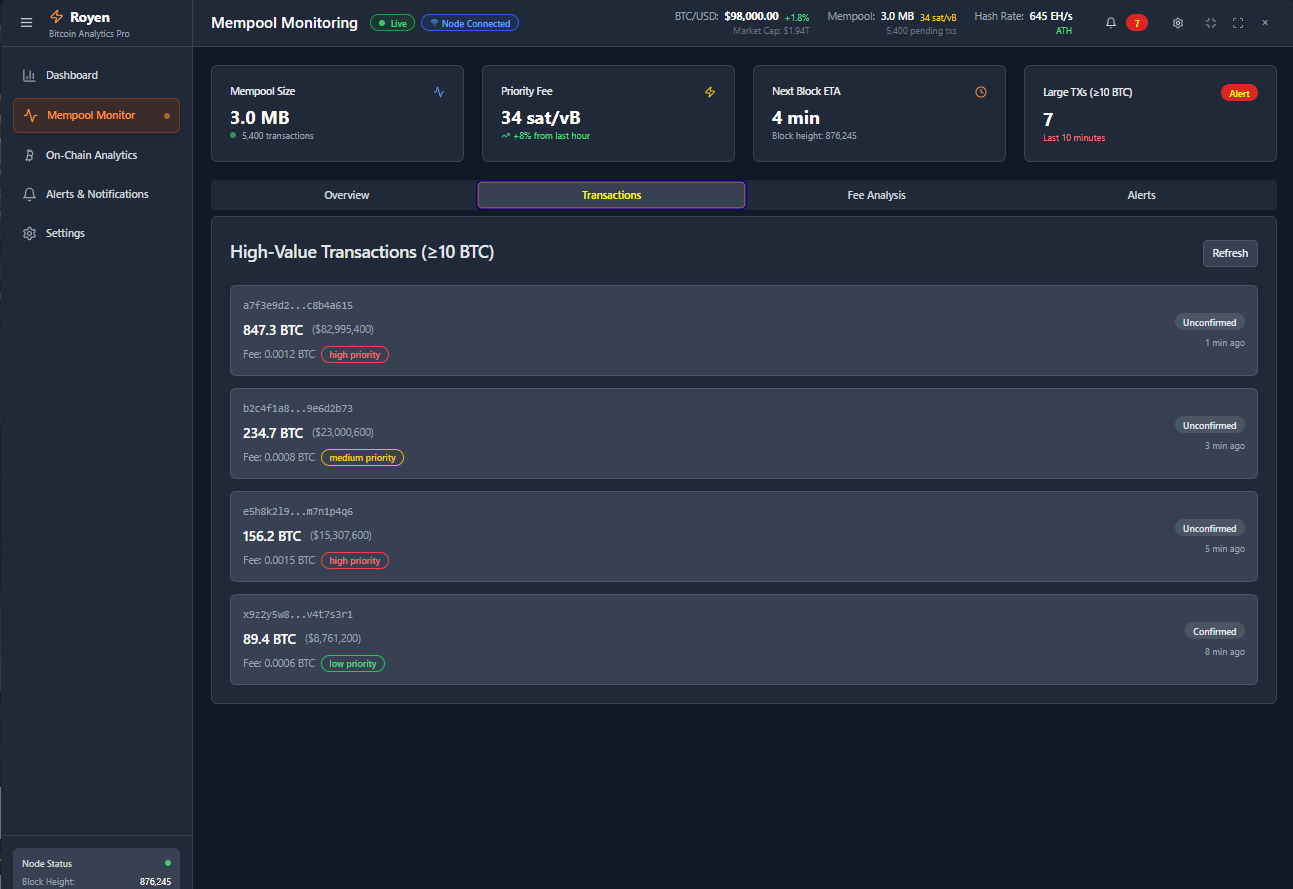 Royen
Bitcoin Analytics Pro
Mempool Monitoring
Live
Node Connected
BTC/USD: $98,000.00 +1.8%
Market Cap: $1.94T
Mempool: 3.0 MB 34 sat/vB
5,400 pending txs
Hash Rate: 645 EH/s
ATH
7
Dashboard
Mempool Monitor
On-Chain Analytics
Alerts & Notifications
Settings
Mempool Size
3.0 MB
5,400 transactions
Priority Fee
34 sat/vB
+8% from last hour
Next Block ETA
4 min
Block height: 876,245
Large TXs (≥10 BTC)
Alert
7
Last 10 minutes
Overview
Transactions
Fee Analysis
Alerts
High-Value Transactions (≥10 BTC)
Refresh
a7f3e9d2...c8b4a615
847.3 BTC ($82,995,400)
Fee: 0.0012 BTC high priority
Unconfirmed
1 min ago
b2c4f1a8...9e6d2b73
234.7 BTC ($23,000,600)
Fee: 0.0008 BTC medium priority
Unconfirmed
3 min ago
e5h8k2l9...m7n1p4q6
156.2 BTC ($15,307,600)
Fee: 0.0015 BTC high priority
Unconfirmed
5 min ago
x9z2y5w8...v4t7s3r1
89.4 BTC ($8,761,200)
Fee: 0.0006 BTC low priority
Confirmed
8 min ago
Node Status
Block Height: 876,245